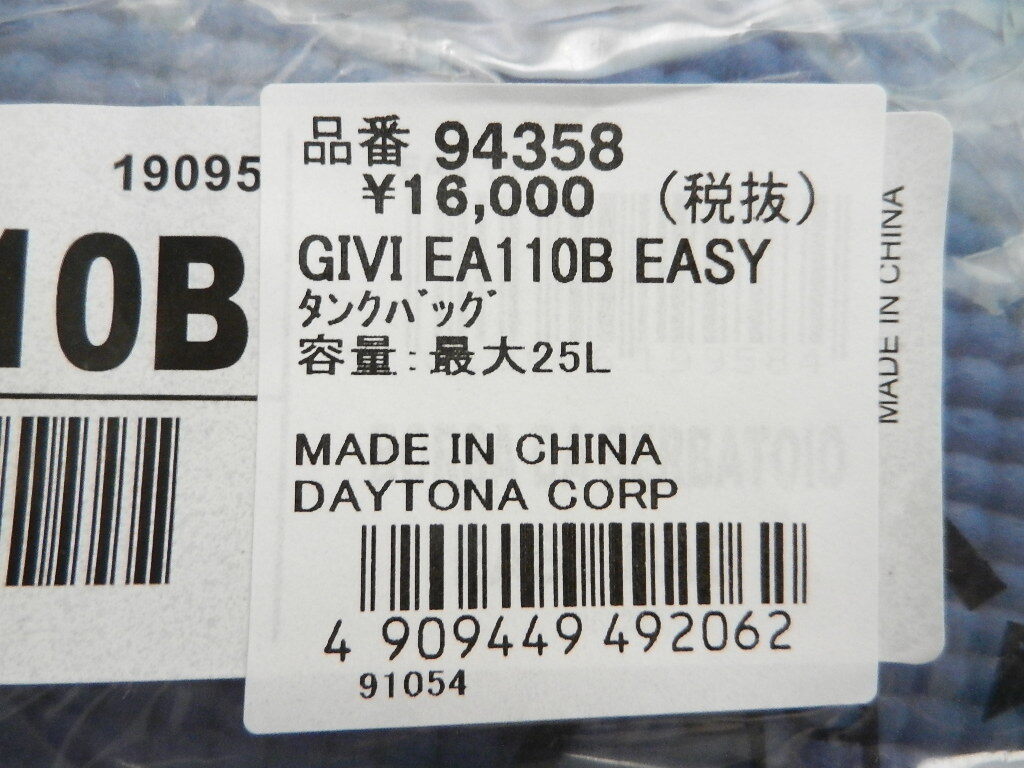 19095
10B
品番 94358
¥16,000 (税抜)
GIVI EA110B EASY
ﾀﾝｸﾊﾞｯｸﾞ
容量:最大25L
MADE IN CHINA
DAYTONA CORP
4 909449 492062
91054
MADE IN CHINA